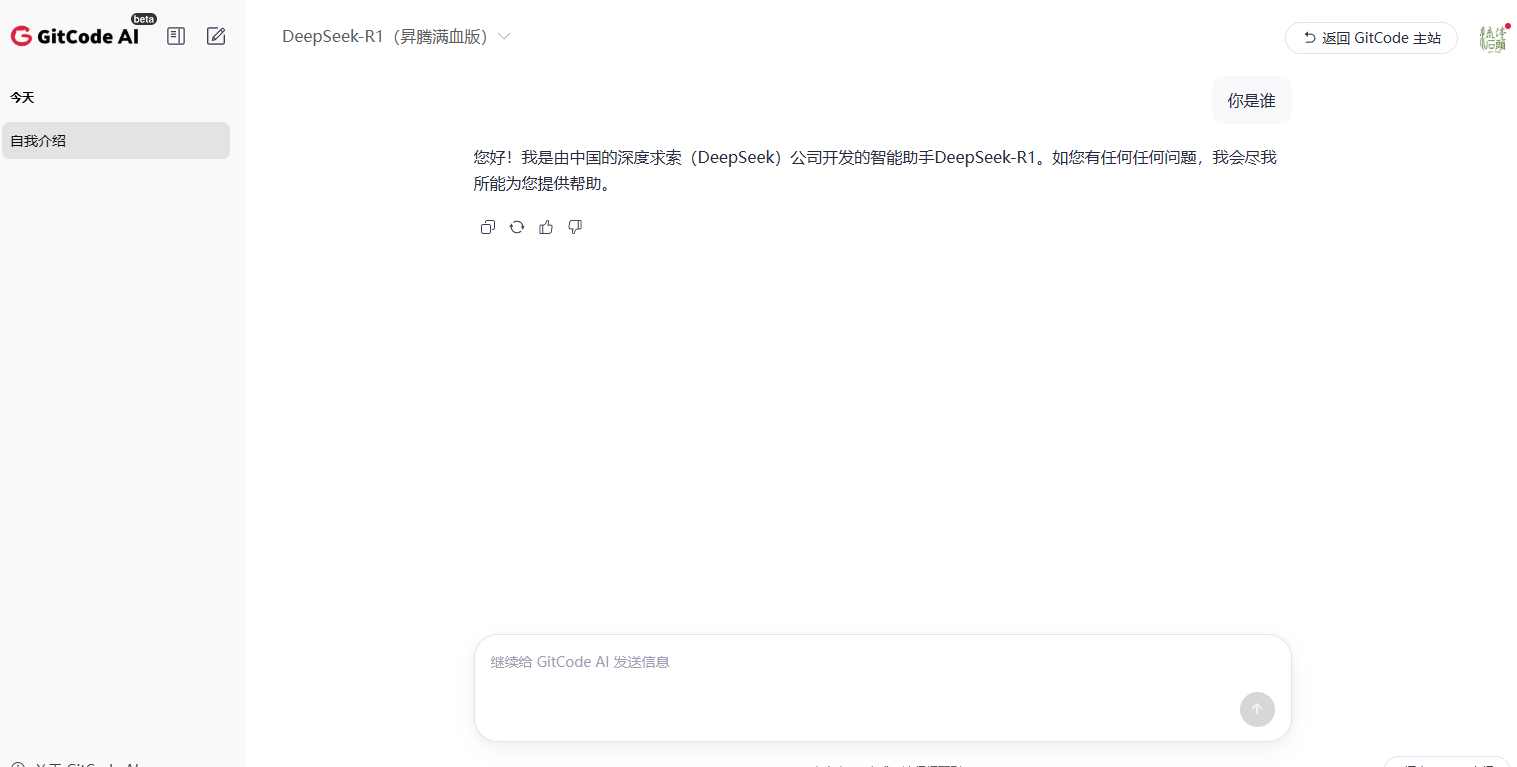 GitCode AI
beta
DeepSeek-R1（昇腾满血版）
返回 GitCode 主站
今天
自我介绍
你是谁
您好！我是由中国的深度求索（DeepSeek）公司开发的智能助手DeepSeek-R1。如您有任何任何问题，我会尽我
所能为您提供帮助。
继续给 GitCode AI 发送信息
关于 GitCode AI